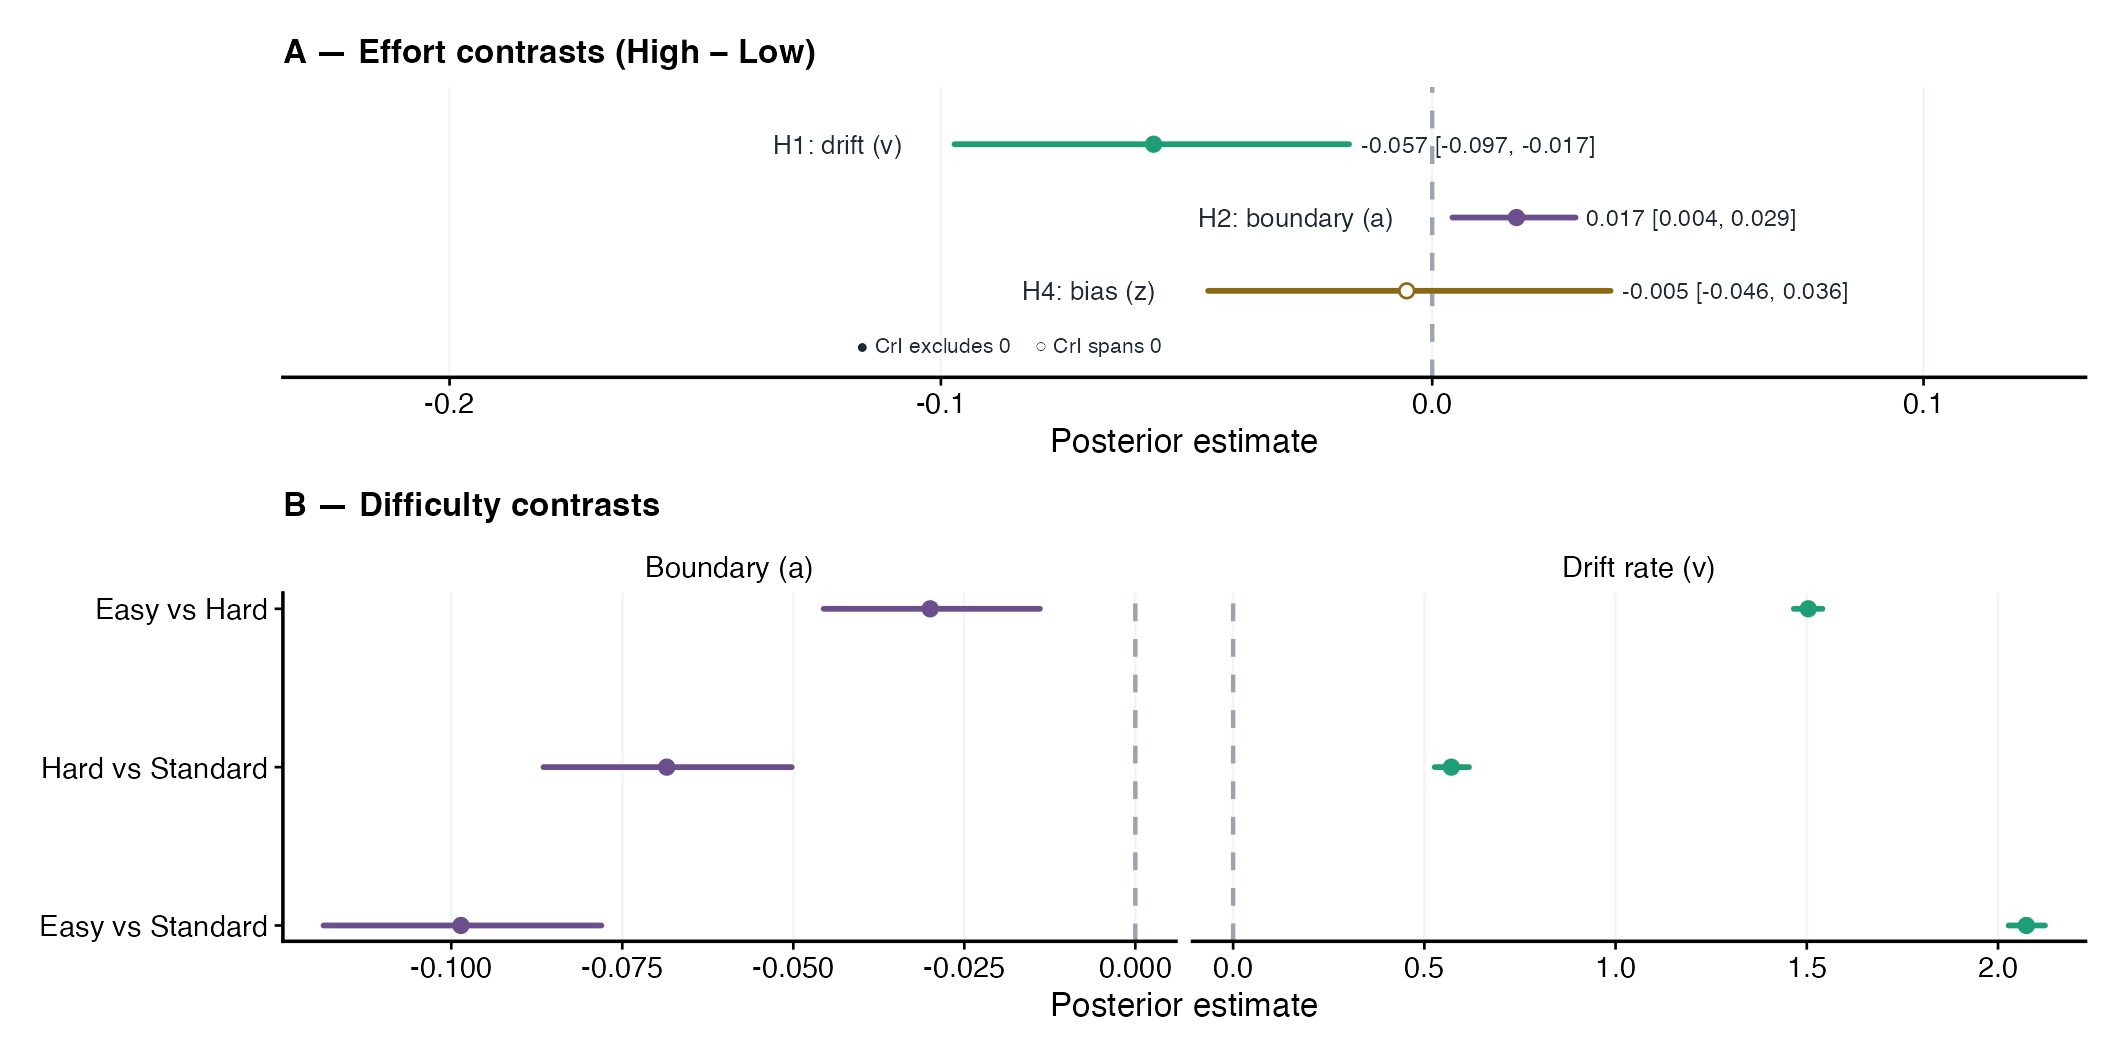 A — Effort contrasts (High – Low)
H1: drift (v)
-0.057 [-0.097, -0.017]
H2: boundary (a)
0.017 [0.004, 0.029]
H4: bias (z)
-0.005 [-0.046, 0.036]
● CrI excludes 0 ○ CrI spans 0
-0.2 -0.1 0.0 0.1
Posterior estimate
B — Difficulty contrasts
Boundary (a) Drift rate (v)
Easy vs Hard
Hard vs Standard
Easy vs Standard
-0.100 -0.075 -0.050 -0.025 0.000 0.0 0.5 1.0 1.5 2.0
Posterior estimate